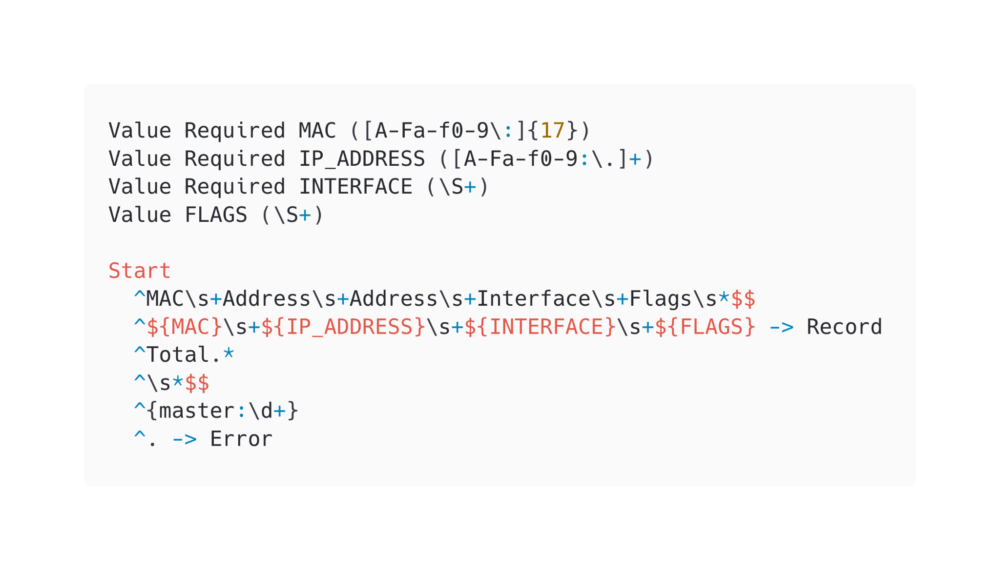 Value Required MAC ([A-Fa-f0-9\:]{17})
Value Required IP_ADDRESS ([A-Fa-f0-9:\.]+)
Value Required INTERFACE (\S+)
Value FLAGS (\S+)

Start
  ^MAC\s+Address\s+Address\s+Interface\s+Flags\s*$$
  ^${MAC}\s+${IP_ADDRESS}\s+${INTERFACE}\s+${FLAGS} -> Record
  ^Total.*
  ^\s*$$
  ^{master:\d+}
  ^. -> Error